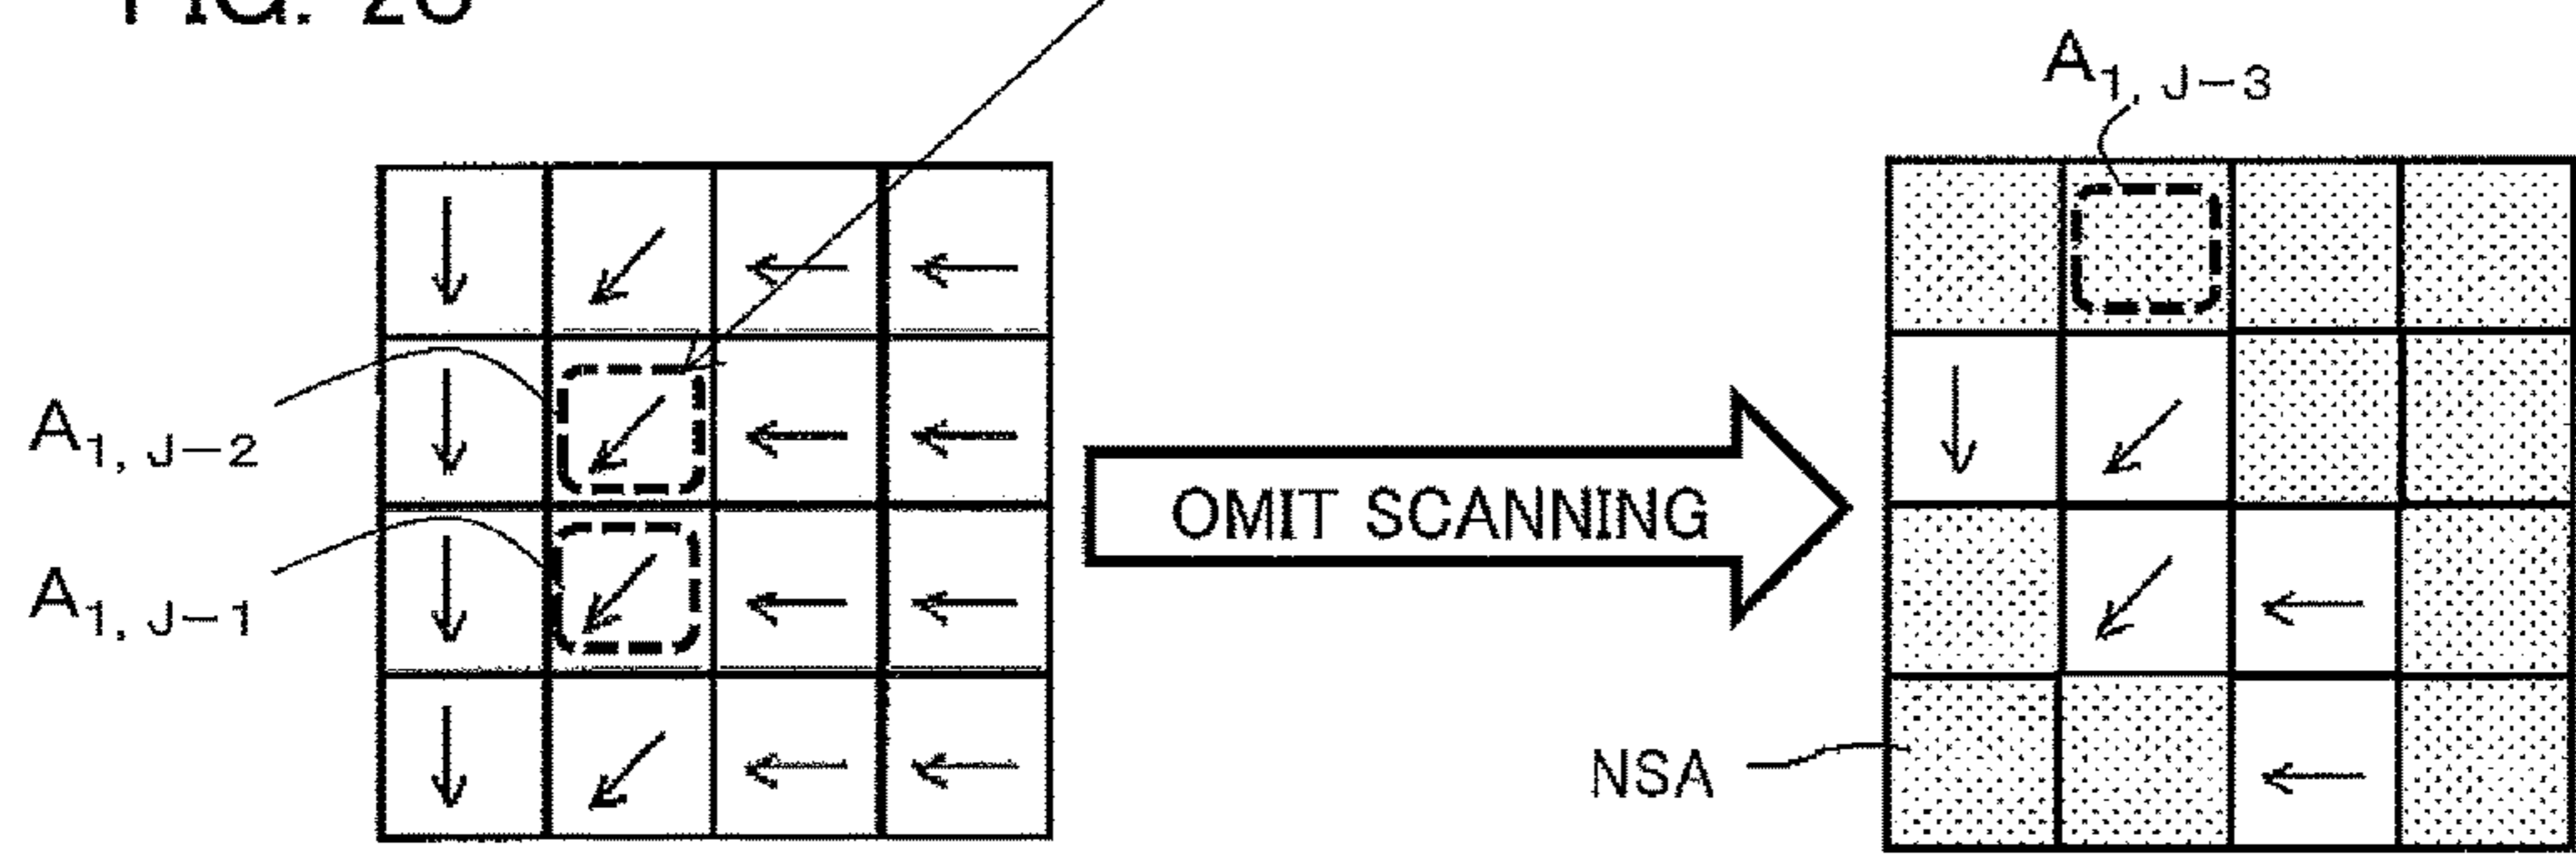 A1, J-3
A1, J-2
OMIT SCANNING
A1, J-1
NSA